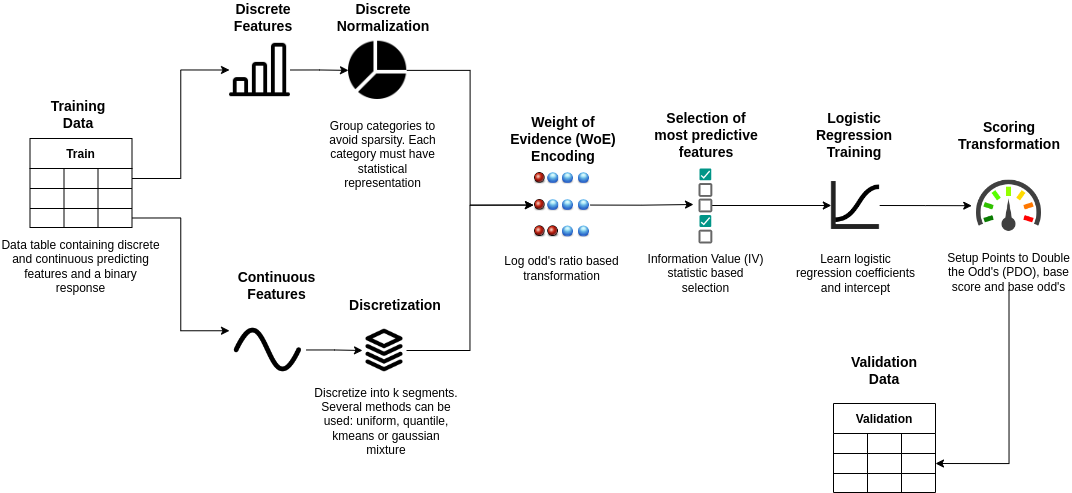 Training
Data
Train
Data table containing discrete
and continuous predicting
features and a binary
response
Discrete
Features
Discrete
Normalization
Group categories to
avoid sparsity. Each
category must have
statistical
representation
Continuous
Features
Discretization
Discretize into k segments.
Several methods can be
used: uniform, quantile,
kmeans or gaussian
mixture
Weight of
Evidence (WoE)
Encoding
Log odd's ratio based
transformation
Selection of
most predictive
features
Information Value (IV)
statistic based
selection
Logistic
Regression
Training
Learn logistic
regression coefficients
and intercept
Scoring
Transformation
Setup Points to Double
the Odd's (PDO), base
score and base odd's
Validation
Data
Validation